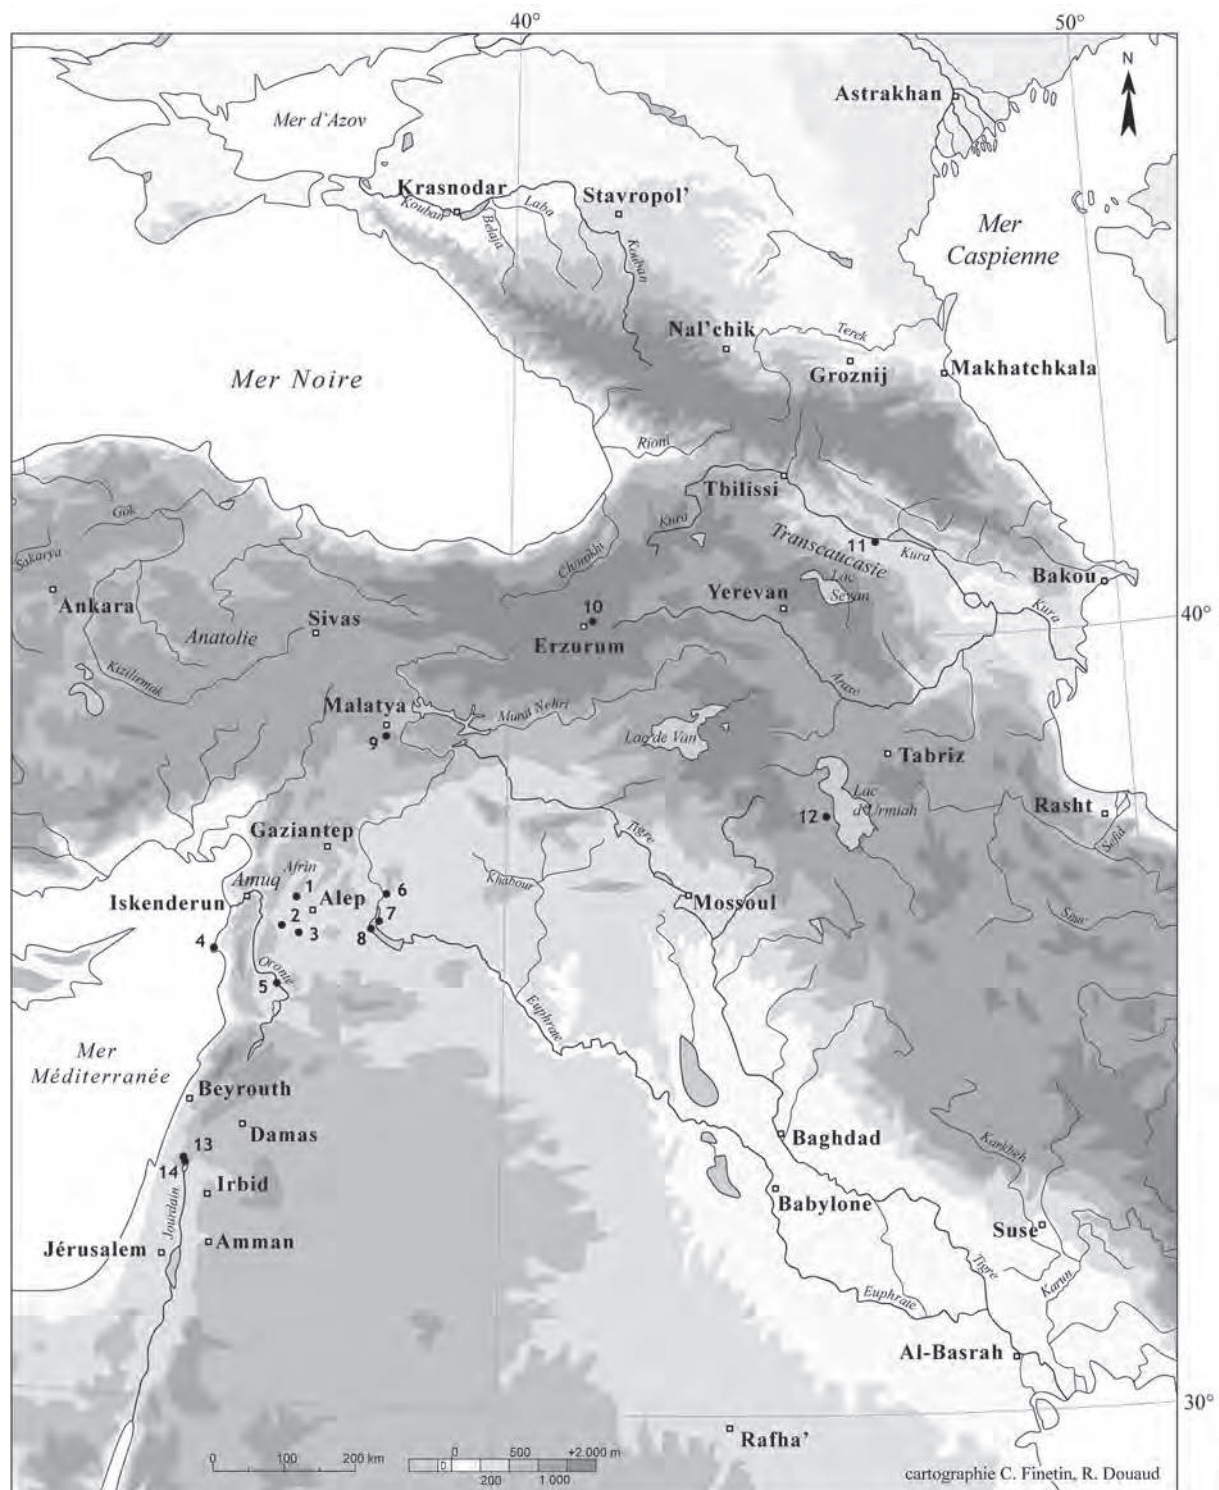 40°
50°
N
Astrakhan
Mer d'Azov
Krasnodar
Stavropol'
Kouban
Laba
Belaja
Kouban
Mer
Caspienne
Nal'chik
Terek
Groznij
Makhatchkala
Mer Noire
Rioni
Tbilissi
Gök
Kura
Transcaucasie
11
Kura
Sakarya
Chorokhi
Bakou
Ankara
Lac
Sevan
Yerevan
10
Kura
40°
Sivas
Anatolie
Erzurum
Kizilirmak
Araxe
Malatya
Murat Nehri
9
Lac de Van
Tabriz
Lac
d'Urmiah
Rasht
12
Gaziantep
Tigre
Sefid
Afrin
Amuq
1
Alep
6
Khabour
Iskenderun
Mossoul
2
7
3
8
4
Oronte
5
Euphrate
Mer
Méditerranée
Beyrouth
Damas
Baghdad
Karkheh
13
14
Irbid
Babylone
Jourdain
Suse
Jérusalem
Amman
Tigre
Karun
Euphrate
Al-Basrah
30°
Rafha'
0 100 200 km
0 500 +2.000 m
D
200 1 000
cartographie C. Finetin, R. Douaud